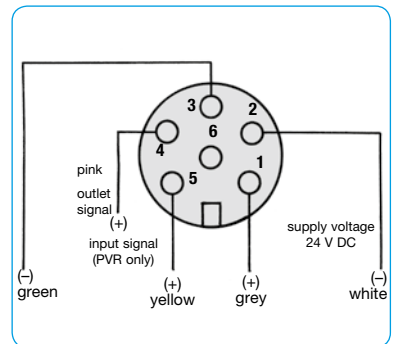 3
2
6
4
1
5
pink
outlet
signal
(+)
input signal
(PVR only)
supply voltage
24 V DC
(–)
green
(+)
yellow
(+)
grey
(–)
white